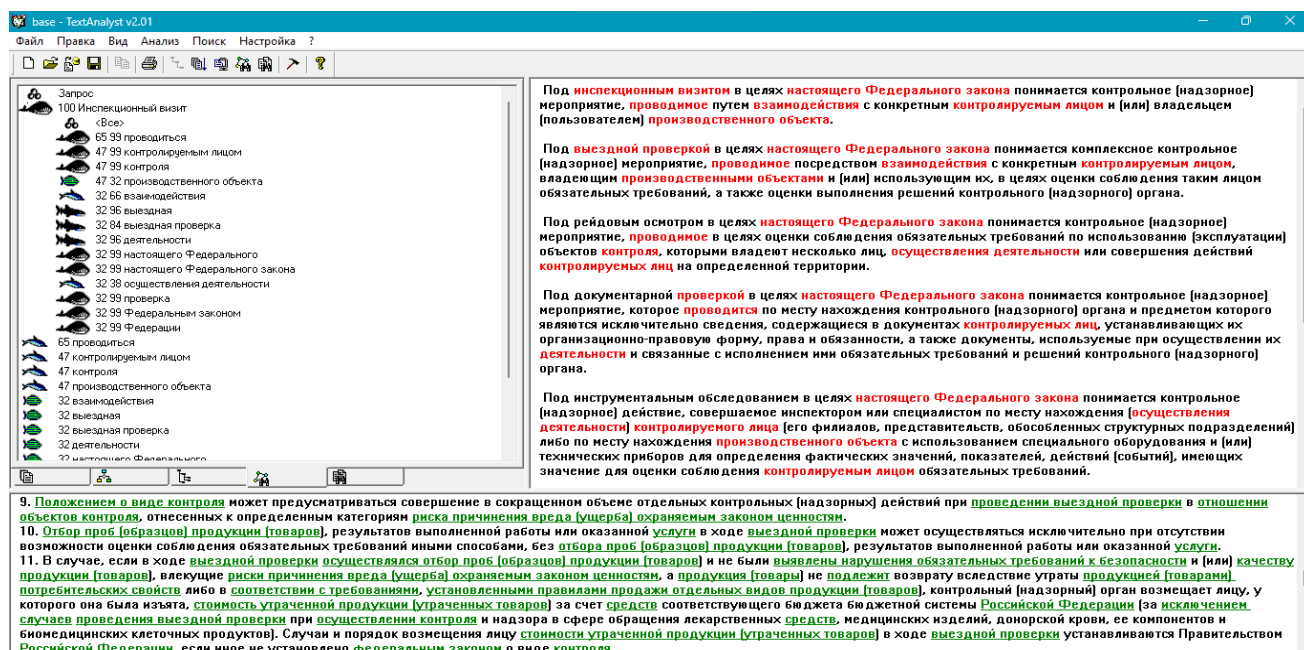 base - TextAnalyst v2.01
Файл Правка Вид Анализ Поиск Настройка ?
Запрос
100 Инспекционный визит
<Все>
65 99 проводиться
47 99 контролируемым лицом
47 99 контроля
47 32 производственного объекта
32 66 взаимодействия
32 96 выездная
32 84 выездная проверка
32 96 деятельности
32 99 настоящего Федерального
32 99 настоящего Федерального закона
32 38 осуществления деятельности
32 99 проверка
32 99 Федеральным законом
32 99 Федерации
65 проводиться
47 контролируемым лицом
47 контроля
47 производственного объекта
32 взаимодействия
32 выездная
32 выездная проверка
32 деятельности
32 настоящего Федерального
Под инспекционным визитом в целях настоящего Федерального закона понимается контрольное (надзорное)
мероприятие, проводимое путем взаимодействия с конкретным контролируемым лицом и (или) владельцем
(пользователем) производственного объекта.
Под выездной проверкой в целях настоящего Федерального закона понимается комплексное контрольное
(надзорное) мероприятие, проводимое посредством взаимодействия с конкретным контролируемым лицом,
владеющим производственными объектами и (или) использующим их, в целях оценки соблюдения таким лицом
обязательных требований, а также оценки выполнения решений контрольного (надзорного) органа.
Под рейдовым осмотром в целях настоящего Федерального закона понимается контрольное (надзорное)
мероприятие, проводимое в целях оценки соблюдения обязательных требований по использованию (эксплуатации)
объектов контроля, которыми владеют несколько лиц, осуществления деятельности или совершения действий
контролируемых лиц на определенной территории.
Под документарной проверкой в целях настоящего Федерального закона понимается контрольное (надзорное)
мероприятие, которое проводится по месту нахождения контрольного (надзорного) органа и предметом которого
являются исключительно сведения, содержащиеся в документах контролируемых лиц, устанавливающих их
организационно-правовую форму, права и обязанности, а также документы, используемые при осуществлении их
деятельности и связанные с исполнением ими обязательных требований и решений контрольного (надзорного)
органа.
Под инструментальным обследованием в целях настоящего Федерального закона понимается контрольное
(надзорное) действие, совершаемое инспектором или специалистом по месту нахождения (осуществления
деятельности) контролируемого лица (его филиалов, представительств, обособленных структурных подразделений)
либо по месту нахождения производственного объекта с использованием специального оборудования и (или)
технических приборов для определения фактических значений, показателей, действий (событий), имеющих
значение для оценки соблюдения контролируемым лицом обязательных требований.
9. Положением о виде контроля может предусматриваться совершение в сокращенном объеме отдельных контрольных (надзорных) действий при проведении выездной проверки в отношении
объектов контроля, отнесенных к определенным категориям риска причинения вреда (ущерба) охраняемым законом ценностям.
10. Отбор проб (образцов) продукции (товаров), результатов выполненной работы или оказанной услуги в ходе выездной проверки может осуществляться исключительно при отсутствии
возможности оценки соблюдения обязательных требований иными способами, без отбора проб (образцов) продукции (товаров), результатов выполненной работы или оказанной услуги.
11. В случае, если в ходе выездной проверки осуществлялся отбор проб (образцов) продукции (товаров) и не были выявлены нарушения обязательных требований к безопасности и (или) качеству
продукции (товаров), влекущие риски причинения вреда (ущерба) охраняемым законом ценностям, а продукция (товары) не подлежит возврату вследствие утраты продукцией (товарами)
потребительских свойств либо в соответствии с требованиями, установленными правилами продажи отдельных видов продукции (товаров), контрольный (надзорный) орган возмещает лицу, у
которого она была изъята, стоимость утраченной продукции (утраченных товаров) за счет средств соответствующего бюджета бюджетной системы Российской Федерации (за исключением
случаев проведения выездной проверки при осуществлении контроля и надзора в сфере обращения лекарственных средств, медицинских изделий, донорской крови, ее компонентов и
биомедицинских клеточных продуктов). Случаи и порядок возмещения лицу стоимости утраченной продукции (утраченных товаров) в ходе выездной проверки устанавливаются Правительством
Российской Федерации, если иное не установлено федеральным законом о виде контроля.